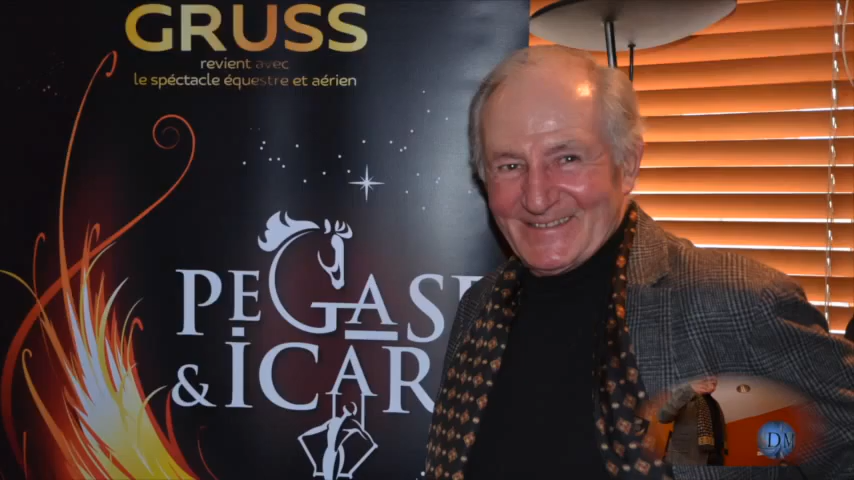 GRUSS
revient avec
le spéctacle équestre et aérien
PEGASE
& ICAR
DM